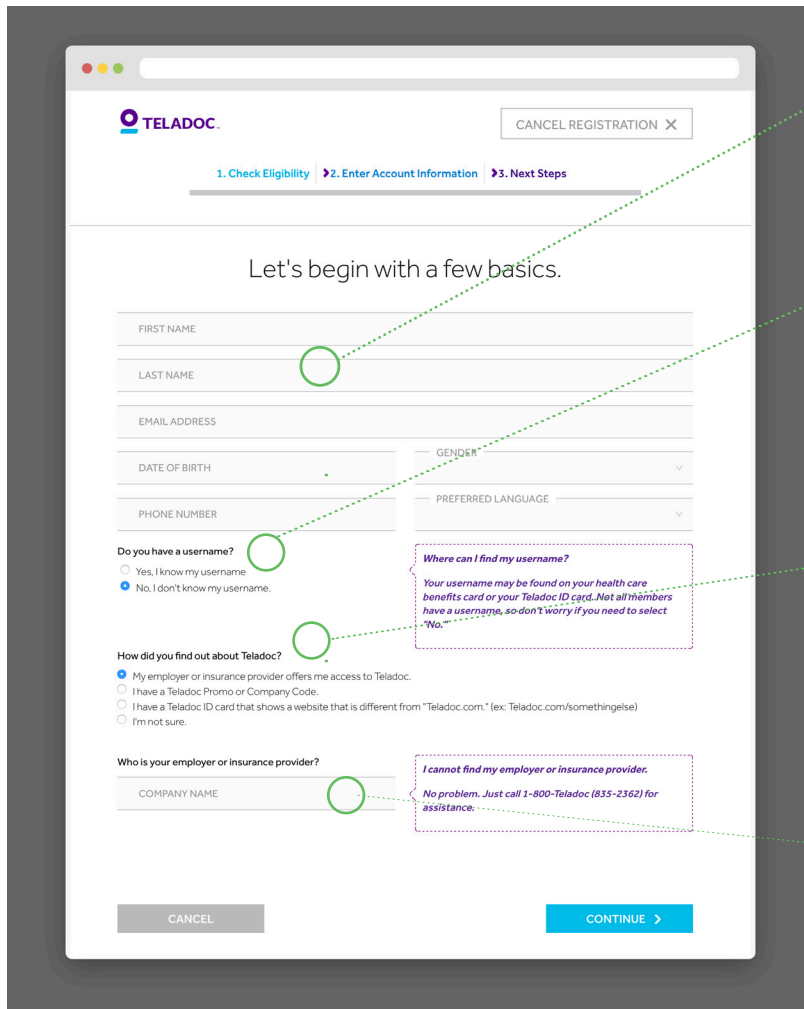 TELADOC
CANCEL REGISTRATION
1. Check Eligibility
2. Enter Account Information
3. Next Steps
Let's begin with a few basics.
FIRST NAME
LAST NAME
EMAIL ADDRESS
DATE OF BIRTH
GENDER
PHONE NUMBER
PREFERRED LANGUAGE
Do you have a username?
Yes, I know my username
No, I don't know my username.
Where can I find my username?
Your username may be found on your health care
benefits card or your Teladoc ID card. Not all members
have a username, so don't worry if you need to select
"No."
How did you find out about Teladoc?
My employer or insurance provider offers me access to Teladoc.
I have a Teladoc Promo or Company Code.
I have a Teladoc ID card that shows a website that is different from "Teladoc.com." (ex: Teladoc.com/somethingelse)
I'm not sure.
Who is your employer or insurance provider?
COMPANY NAME
I cannot find my employer or insurance provider.
No problem. Just call 1-800-Teladoc (835-2362) for
assistance.
CANCEL
CONTINUE